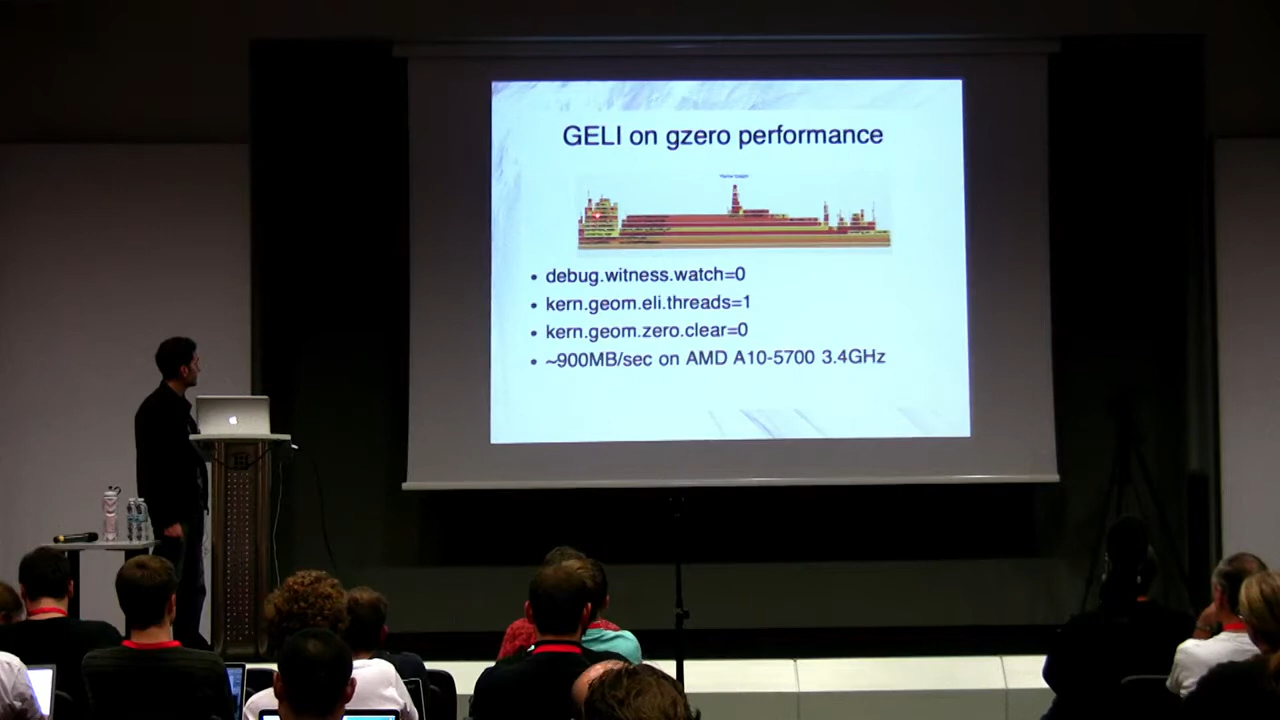 GELI on gzero performance
debug.witness.watch=0
kern.geom.eli.threads=1
kern.geom.zero.clear=0
~900MB/sec on AMD A10-5700 3.4GHz